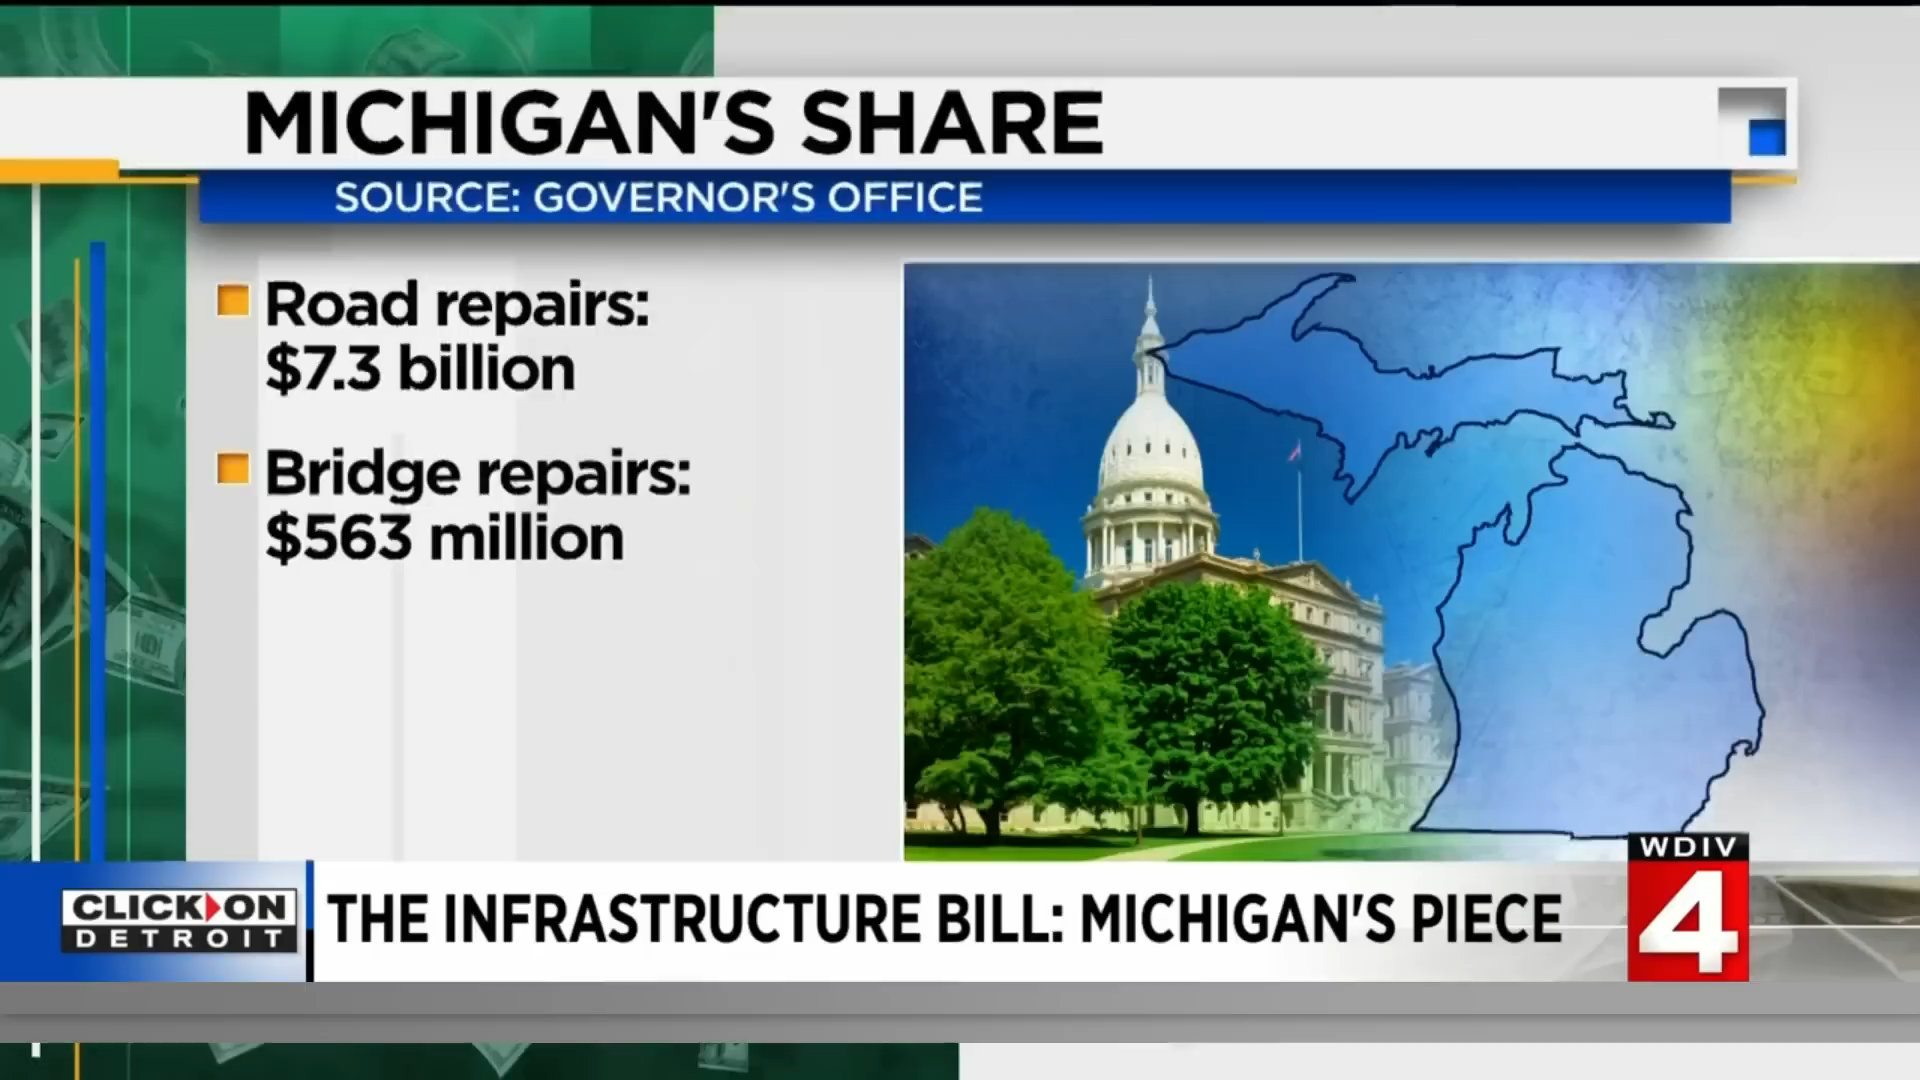 MICHIGAN'S SHARE
SOURCE: GOVERNOR'S OFFICE
Road repairs:
$7.3 billion
Bridge repairs:
$563 million
WDIV
4
CLICK ON
DETROIT
THE INFRASTRUCTURE BILL: MICHIGAN'S PIECE